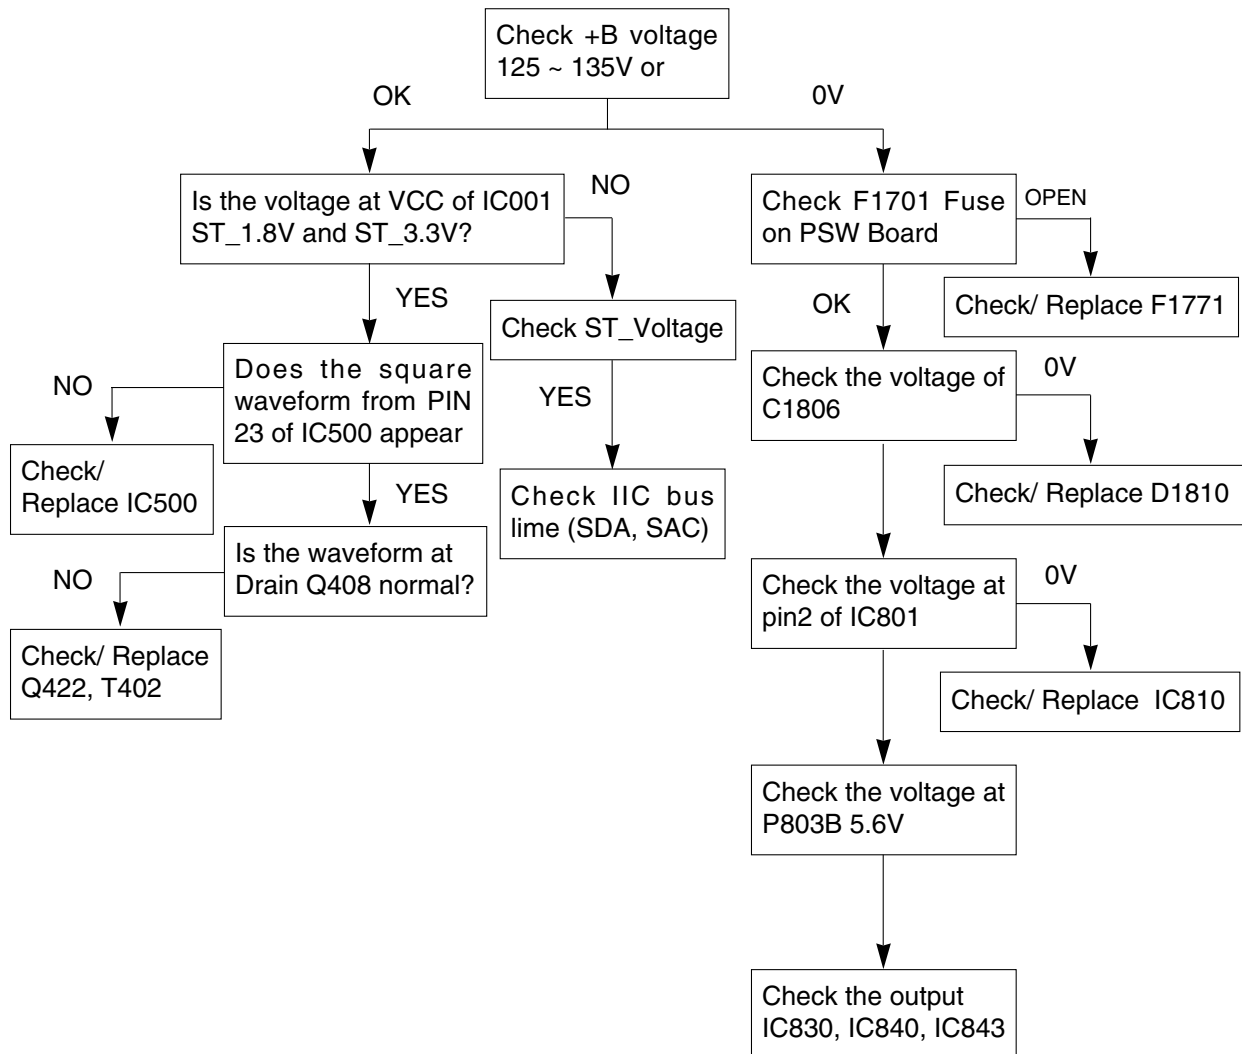 Check +B voltage
125 ~ 135V or
OK
0V
Is the voltage at VCC of IC001
ST_1.8V and ST_3.3V?
NO
Check F1701 Fuse
on PSW Board
OPEN
YES
Check ST_Voltage
OK
Check/ Replace F1771
Does the square
waveform from PIN
23 of IC500 appear
NO
YES
Check the voltage of
C1806
0V
Check/
Replace IC500
YES
Check IIC bus
lime (SDA, SAC)
Check/ Replace D1810
Is the waveform at
Drain Q408 normal?
NO
Check the voltage at
pin2 of IC801
0V
Check/ Replace
Q422, T402
Check/ Replace IC810
Check the voltage at
P803B 5.6V
Check the output
IC830, IC840, IC843